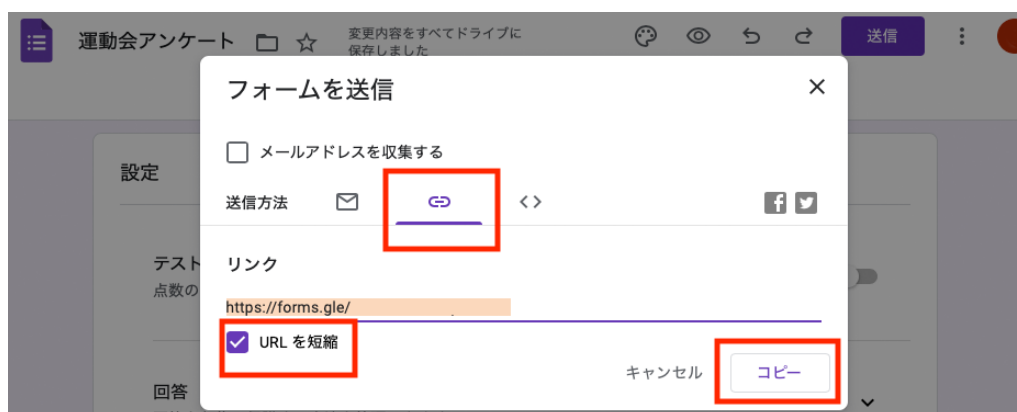 運動会アンケート
変更内容をすべてドライブに
保存しました
送信
フォームを送信
メールアドレスを収集する
設定
送信方法
テスト
リンク
点数の
https://forms.gle/
URL を短縮
キャンセル
コピー
回答